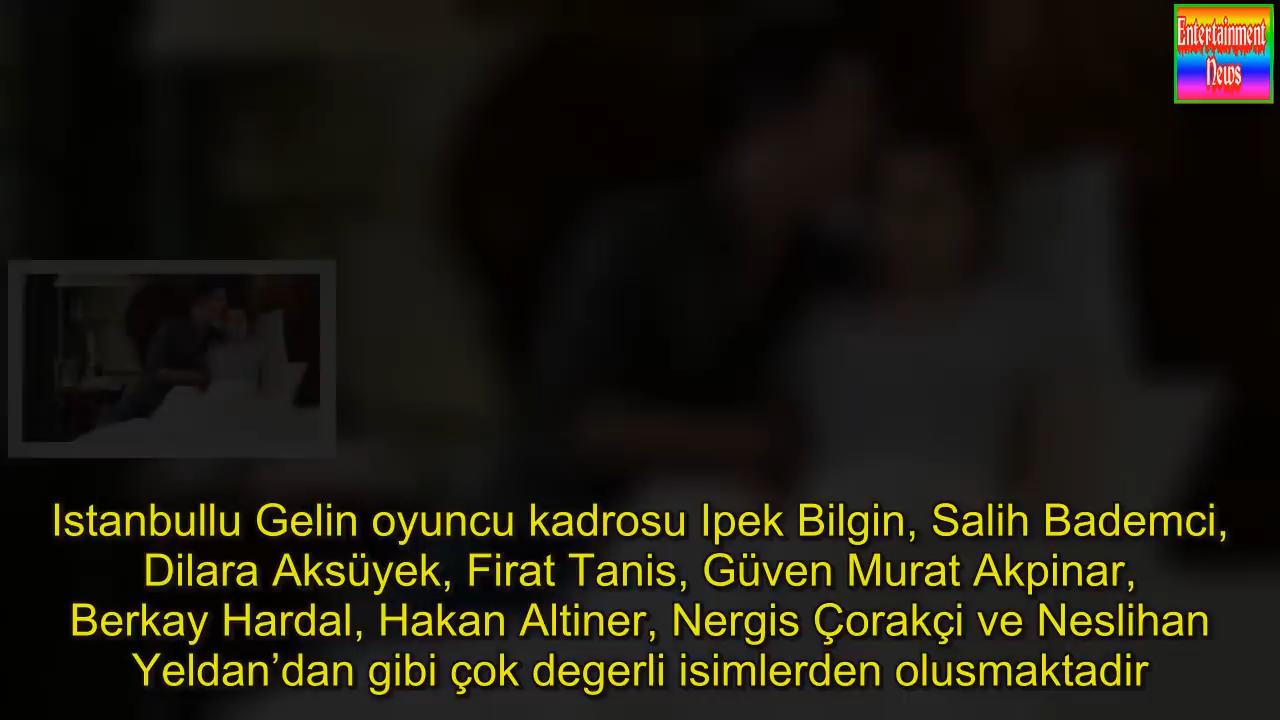 Entertainment
News
Istanbullu Gelin oyuncu kadrosu Ipek Bilgin, Salih Bademci,
Dilara Aksüyek, Firat Tanis, Güven Murat Akpinar,
Berkay Hardal, Hakan Altiner, Nergis Çorakçi ve Neslihan
Yeldan’dan gibi çok degerli isimlerden olusmaktadir